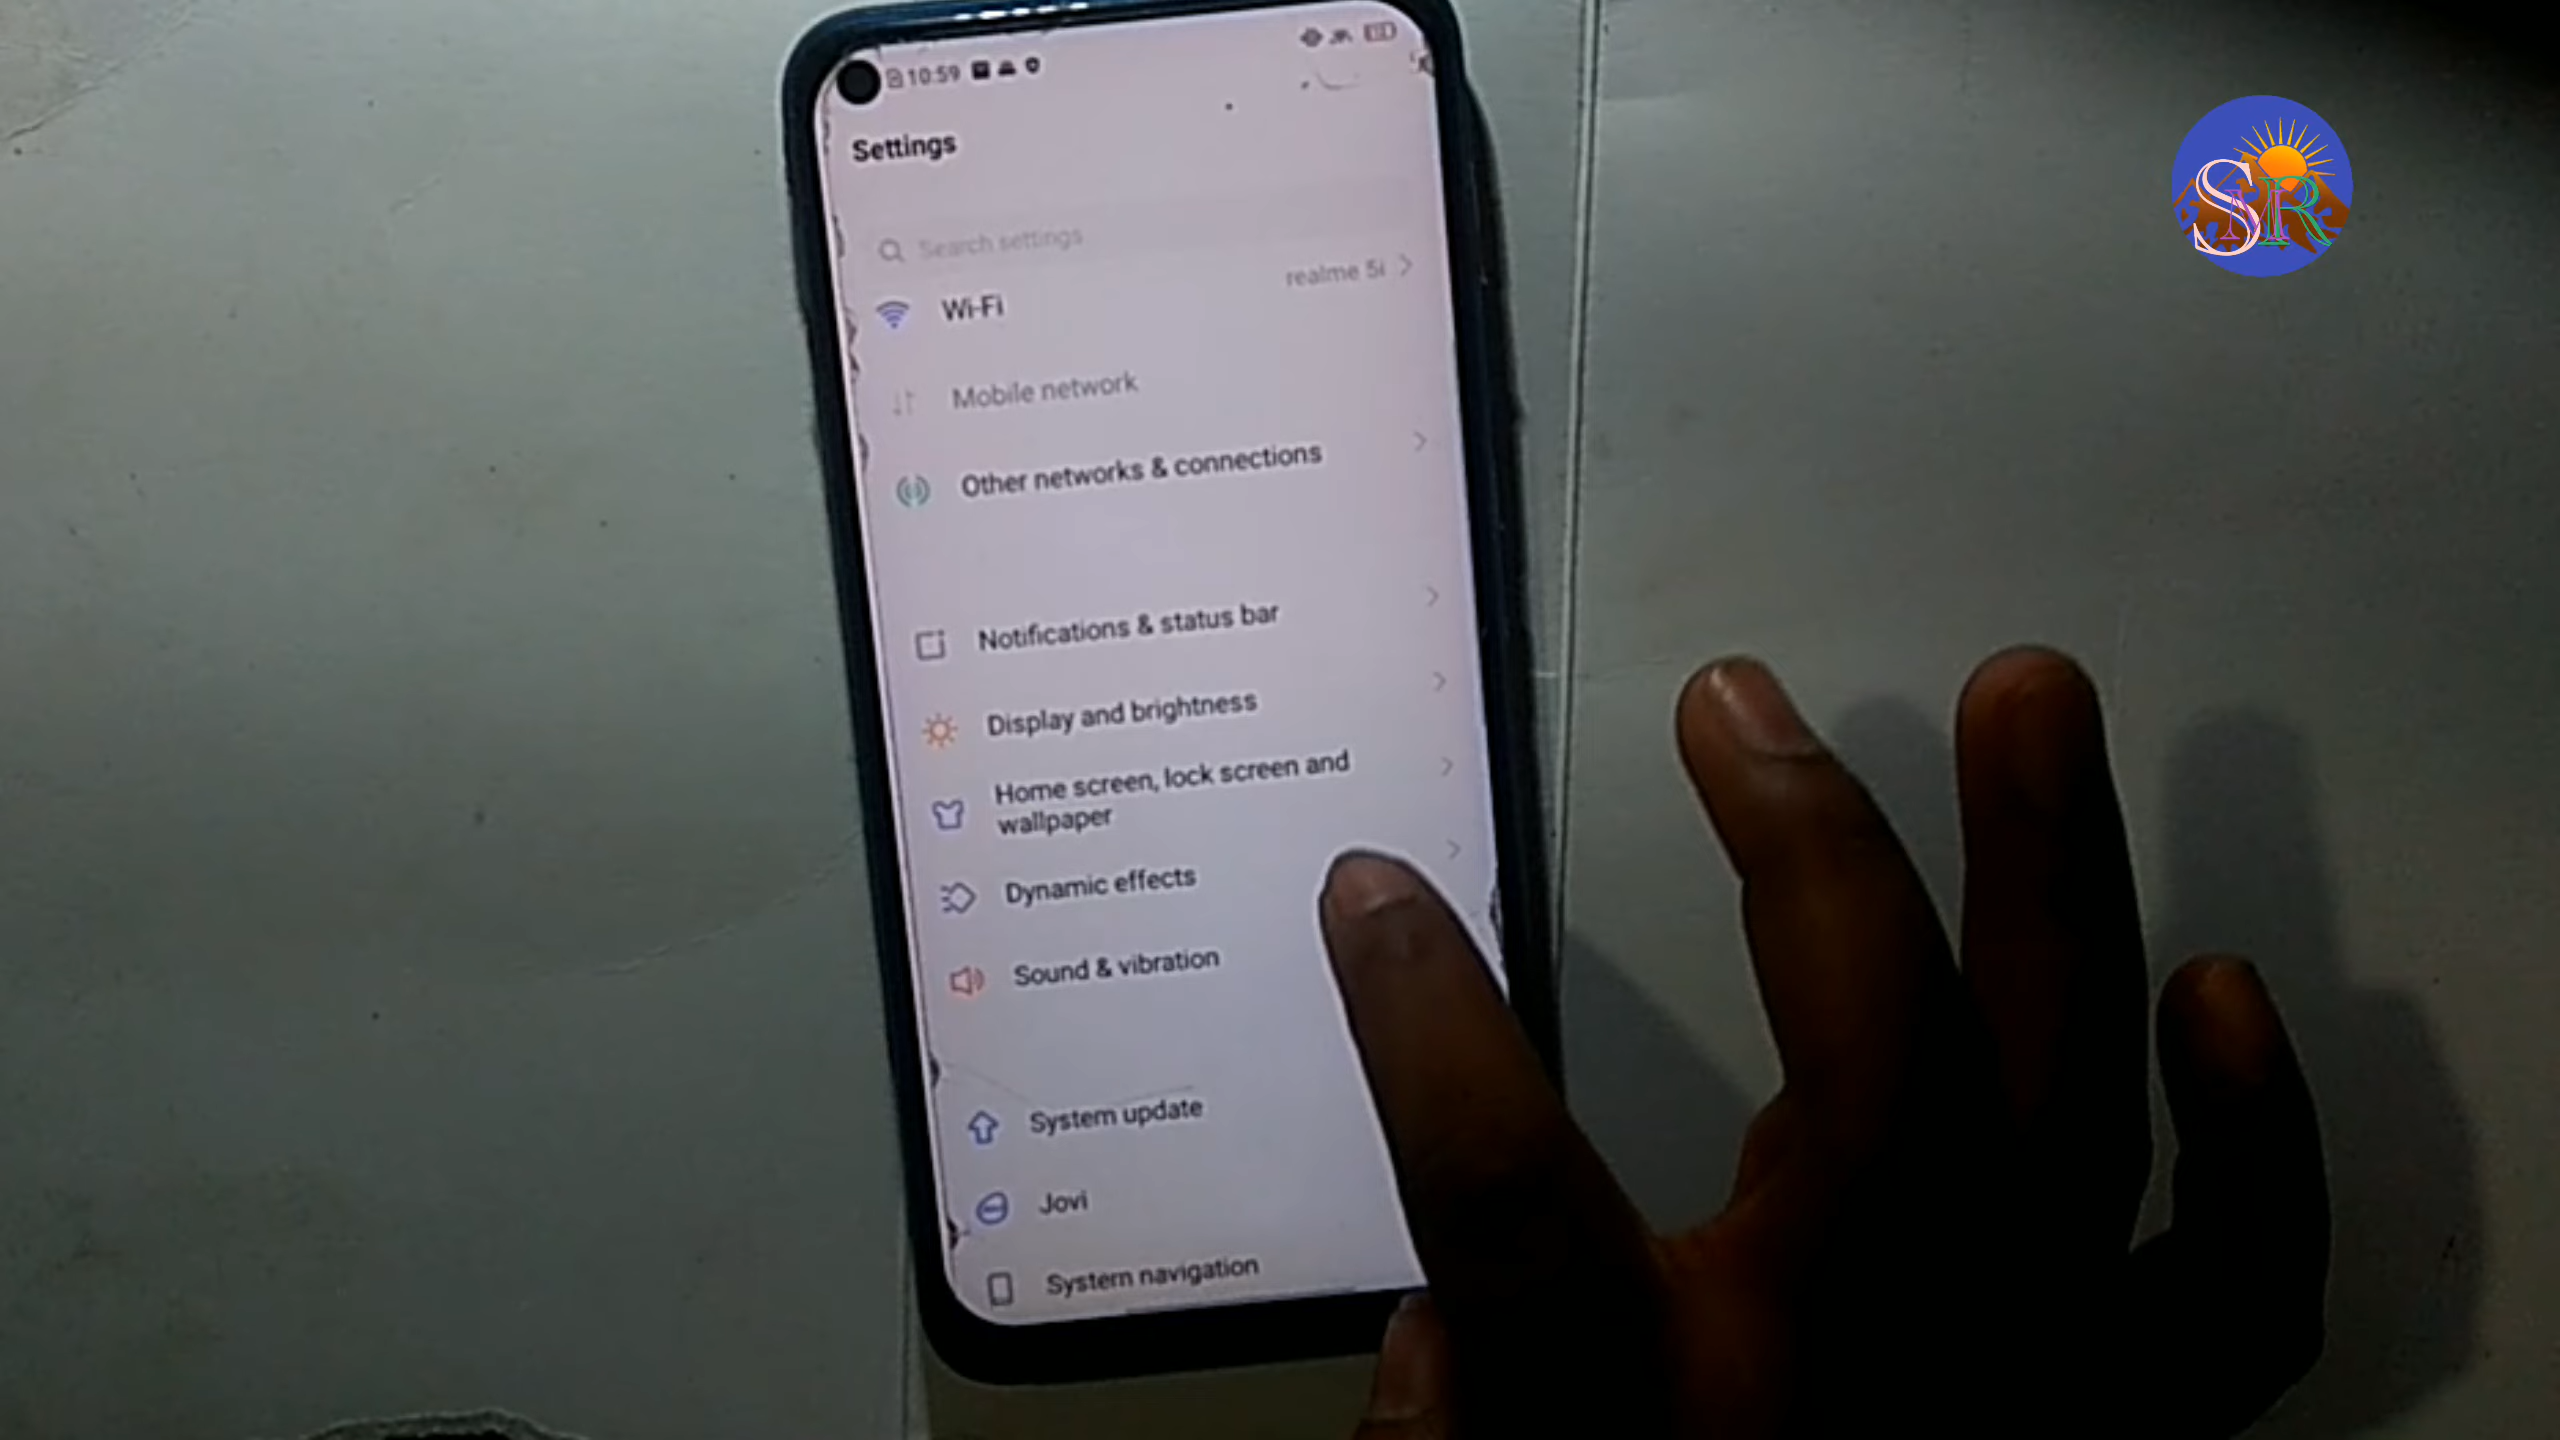 10:59
Settings
Search settings
Wi-Fi
realme 5i
Mobile network
Other networks & connections
Notifications & status bar
Display and brightness
Home screen, lock screen and
wallpaper
Dynamic effects
Sound & vibration
System update
Jovi
System navigation
SMR